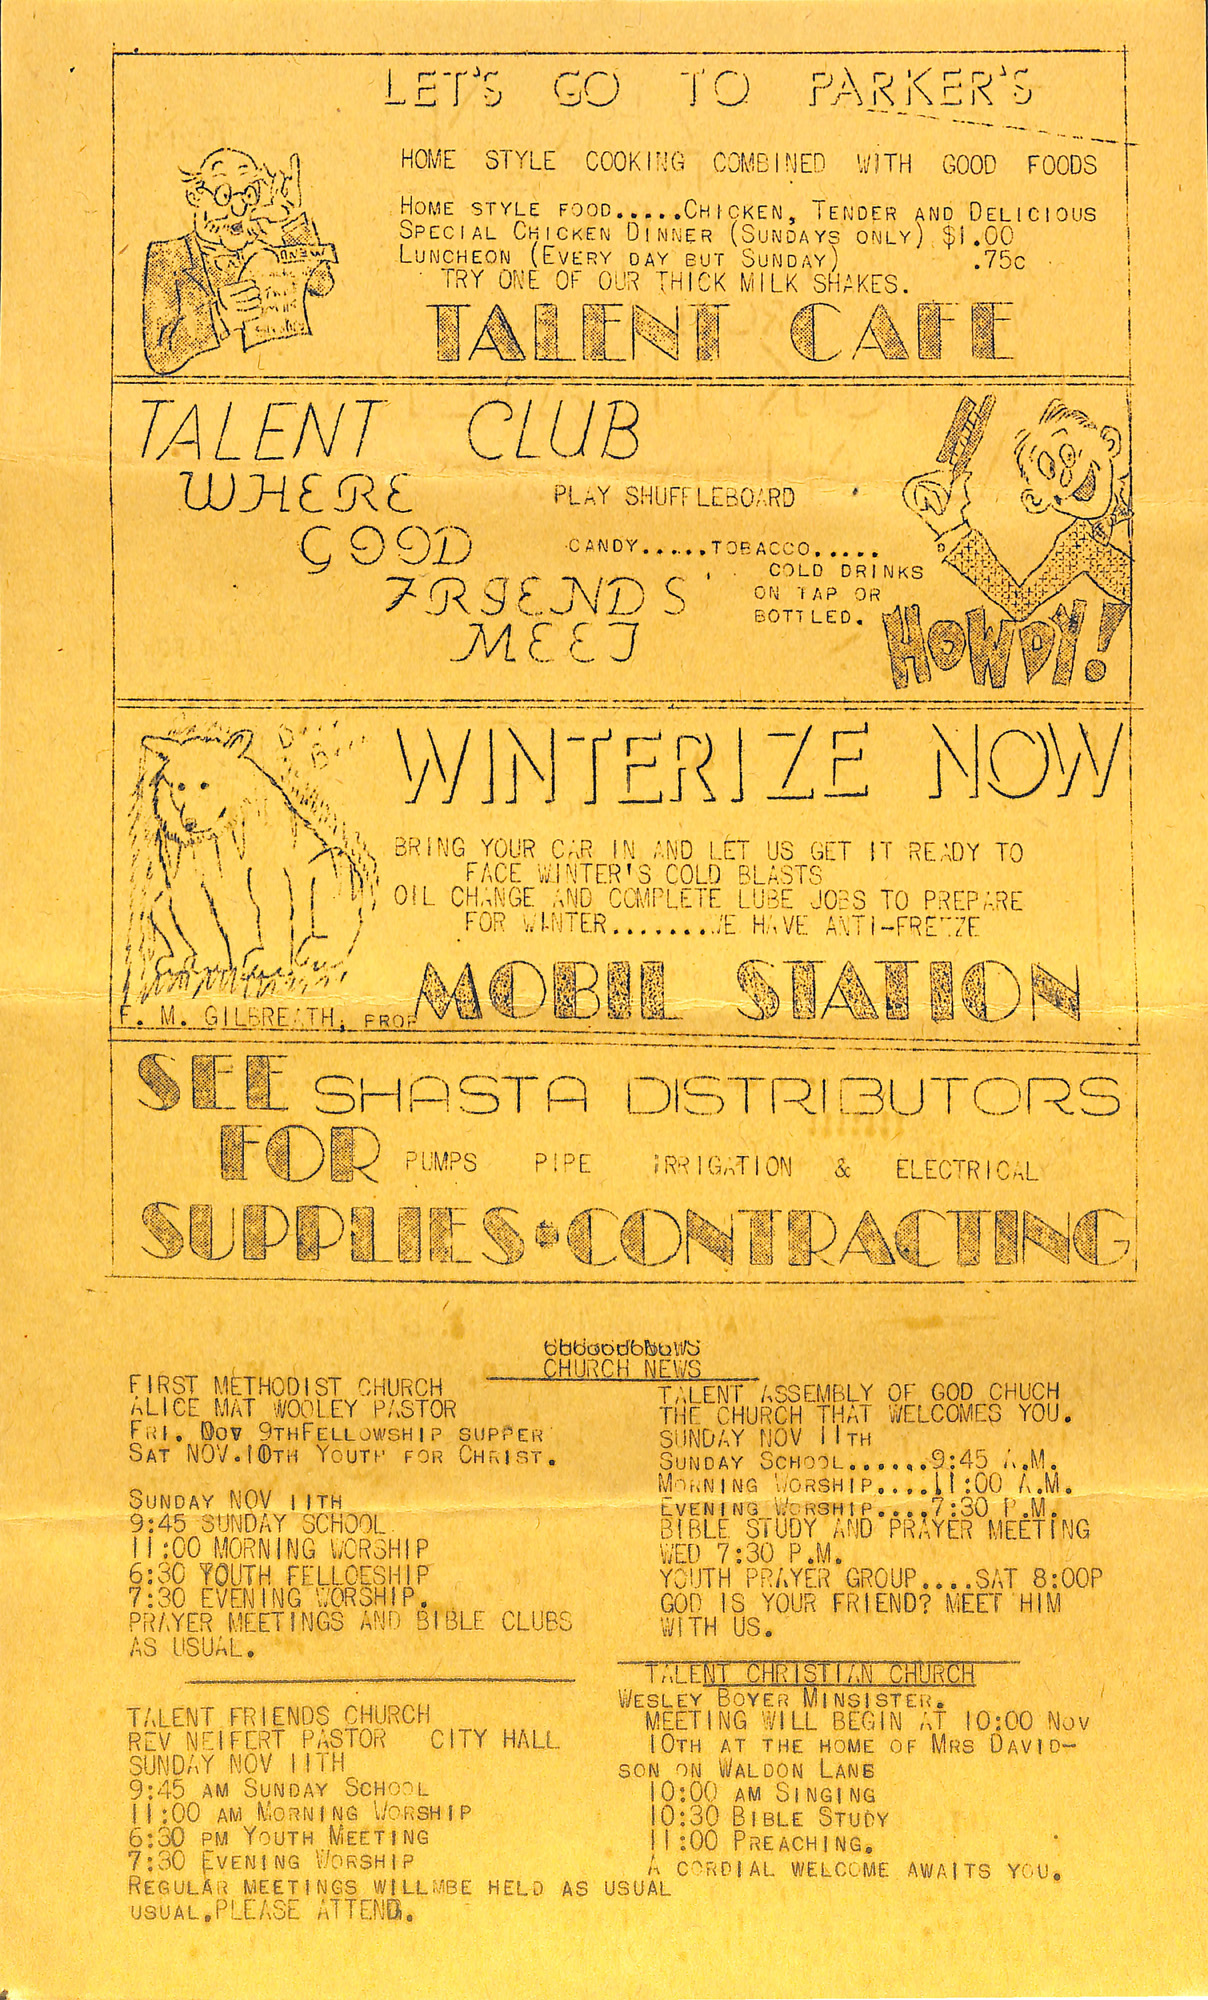 LET'S GO TO PARKER'S
HOME STYLE COOKING COMBINED WITH GOOD FOODS
HOME STYLE FOOD.....CHICKEN, TENDER AND DELICIOUS
SPECIAL CHICKEN DINNER (SUNDAYS ONLY) $1.00
LUNCHEON (EVERY DAY BUT SUNDAY) .75c
TRY ONE OF OUR THICK MILK SHAKES.
MENU
TALENT CAFE
TALENT CLUB
WHERE
GOOD
FRIENDS
MEET
PLAY SHUFFLEBOARD
CANDY.....TOBACCO.....
COLD DRINKS
ON TAP OR
BOTTLED.
HOWDY!
WINTERIZE NOW
BRING YOUR CAR IN AND LET US GET IT READY TO
FACE WINTER'S COLD BLASTS
OIL CHANGE AND COMPLETE LUBE JOBS TO PREPARE
FOR WINTER........WE HAVE ANTI-FREEZE
MOBIL STATION
F. M. GILBREATH, PROP
SEE SHASTA DISTRIBUTORS
FOR PUMPS PIPE IRRIGATION & ELECTRICAL
SUPPLIES•CONTRACTING
CHURCH NEWS
FIRST METHODIST CHURCH
ALICE MAT WOOLEY PASTOR
FRI. NOV 9THFELLOWSHIP SUPPER
SAT NOV.10TH YOUTH FOR CHRIST.
SUNDAY NOV 11TH
9:45 SUNDAY SCHOOL
11:00 MORNING WORSHIP
6:30 YOUTH FELLOESHIP
7:30 EVENING WORSHIP.
PRAYER MEETINGS AND BIBLE CLUBS
AS USUAL.
TALENT FRIENDS CHURCH
REV NEIFERT PASTOR CITY HALL
SUNDAY NOV 11TH
9:45 AM SUNDAY SCHOOL
11:00 AM MORNING WORSHIP
6:30 PM YOUTH MEETING
7:30 EVENING WORSHIP
REGULAR MEETINGS WILLMBE HELD AS USUAL
USUAL.PLEASE ATTEND.
TALENT ASSEMBLY OF GOD CHUCH
THE CHURCH THAT WELCOMES YOU.
SUNDAY NOV 11TH
SUNDAY SCHOOL......9:45 A.M.
MORNING WORSHIP....11:00 A.M.
EVENING WORSHIP....7:30 P.M.
BIBLE STUDY AND PRAYER MEETING
WED 7:30 P.M.
YOUTH PRAYER GROUP....SAT 8:00P
GOD IS YOUR FRIEND? MEET HIM
WITH US.
TALENT CHRISTIAN CHURCH
WESLEY BOYER MINSISTER.
MEETING WILL BEGIN AT 10:00 NOV
10TH AT THE HOME OF MRS DAVID-
SON ON WALDON LANE
10:00 AM SINGING
10:30 BIBLE STUDY
11:00 PREACHING.
A CORDIAL WELCOME AWAITS YOU.